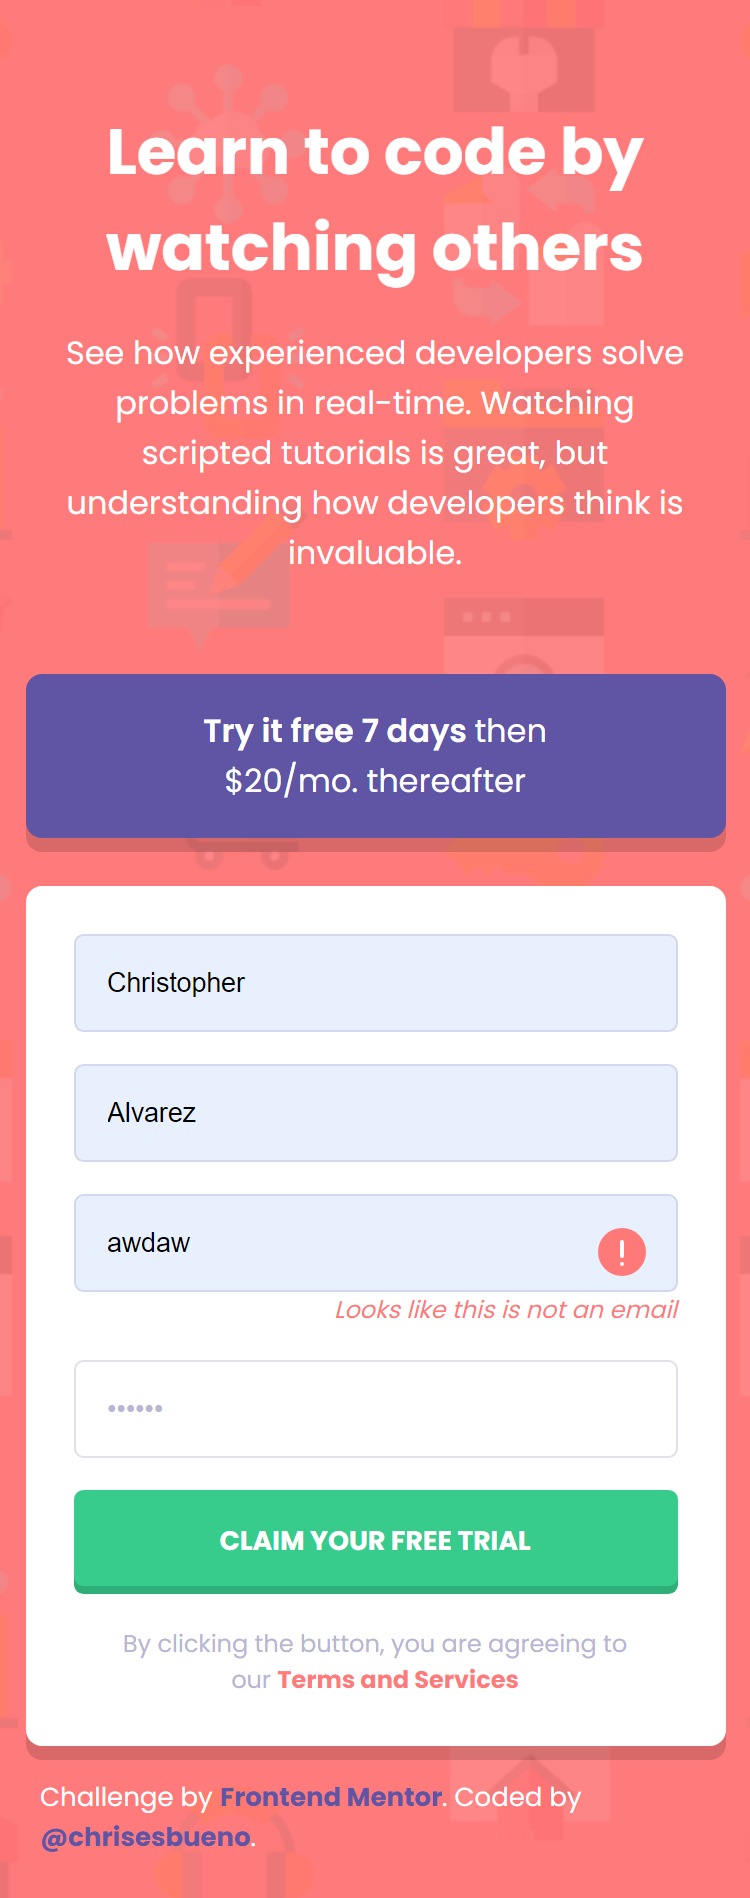 Learn to code by
watching others
See how experienced developers solve
problems in real-time. Watching
scripted tutorials is great, but
understanding how developers think is
invaluable.
Try it free 7 days then
$20/mo. thereafter
Christopher
Alvarez
awdaw
Looks like this is not an email
••••••
CLAIM YOUR FREE TRIAL
By clicking the button, you are agreeing to
our Terms and Services
Challenge by Frontend Mentor. Coded by
@chrisesbueno.